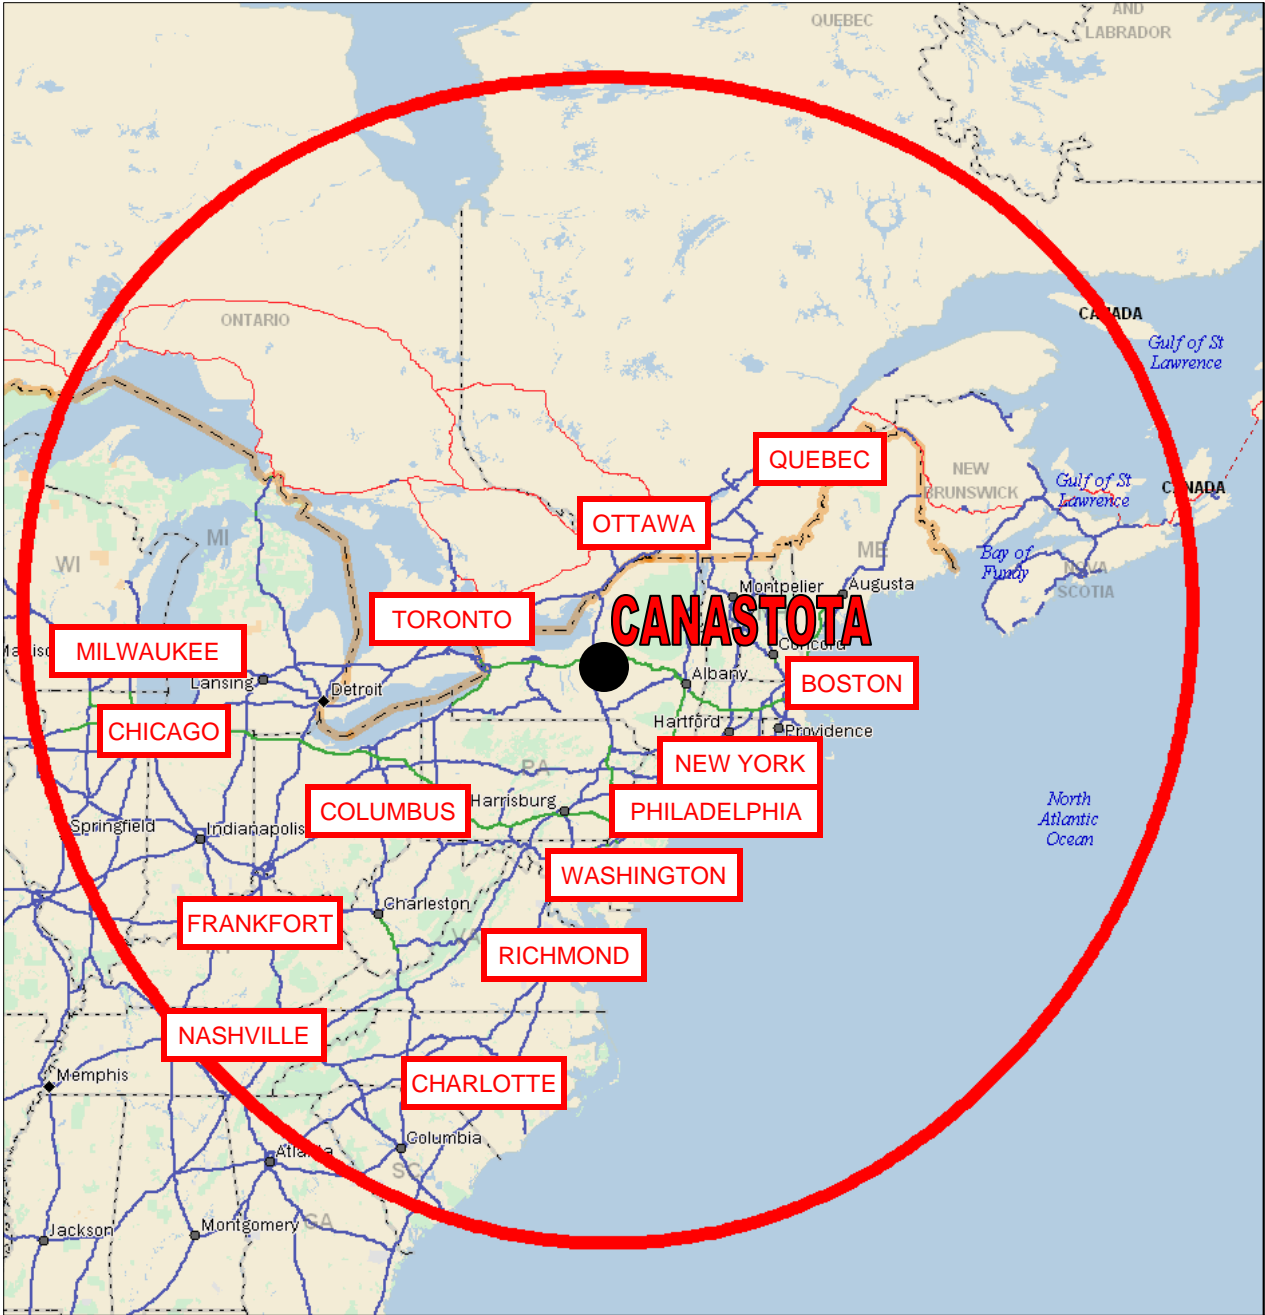 QUEBEC
AND
LABRADOR
ONTARIO
CANADA
Gulf of St
Lawrence
QUEBEC
NEW
BRUNSWICK
Gulf of St
Lawrence
CANADA
OTTAWA
MI
WI
ME
Bay of
Fundy
NOVA
SCOTIA
Montpelier
Augusta
TORONTO
CANASTOTA
MILWAUKEE
Concord
Lansing
Detroit
Albany
BOSTON
CHICAGO
Hartford
Providence
NEW YORK
PA
COLUMBUS
Harrisburg
PHILADELPHIA
North
Atlantic
Ocean
Springfield
Indianapolis
WASHINGTON
FRANKFORT
Charleston
VA
RICHMOND
NASHVILLE
Memphis
CHARLOTTE
Columbia
Atlanta
SC
Montgomery
GA
Jackson